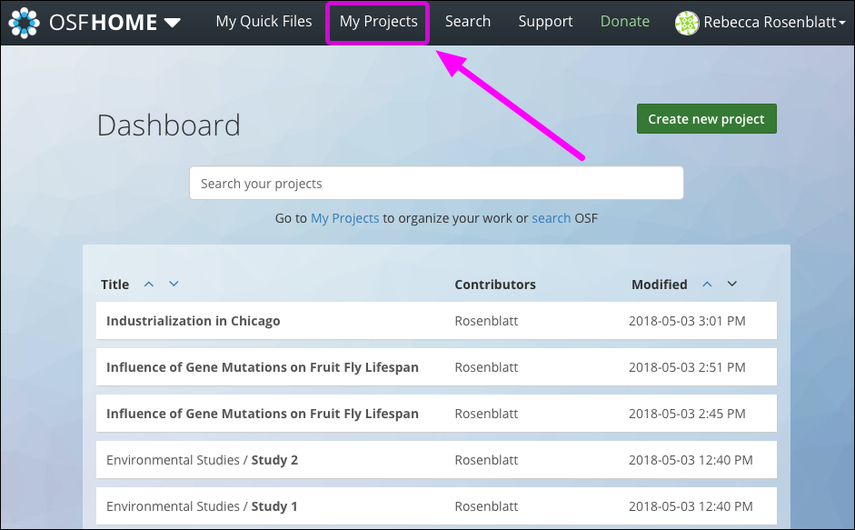 OSFHOME My Quick Files My Projects Search Support Donate Rebecca Rosenblatt
Dashboard
Create new project
Search your projects
Go to My Projects to organize your work or search OSF
Title Contributors Modified
Industrialization in Chicago Rosenblatt 2018-05-03 3:01 PM
Influence of Gene Mutations on Fruit Fly Lifespan Rosenblatt 2018-05-03 2:51 PM
Influence of Gene Mutations on Fruit Fly Lifespan Rosenblatt 2018-05-03 2:45 PM
Environmental Studies / Study 2 Rosenblatt 2018-05-03 12:40 PM
Environmental Studies / Study 1 Rosenblatt 2018-05-03 12:40 PM